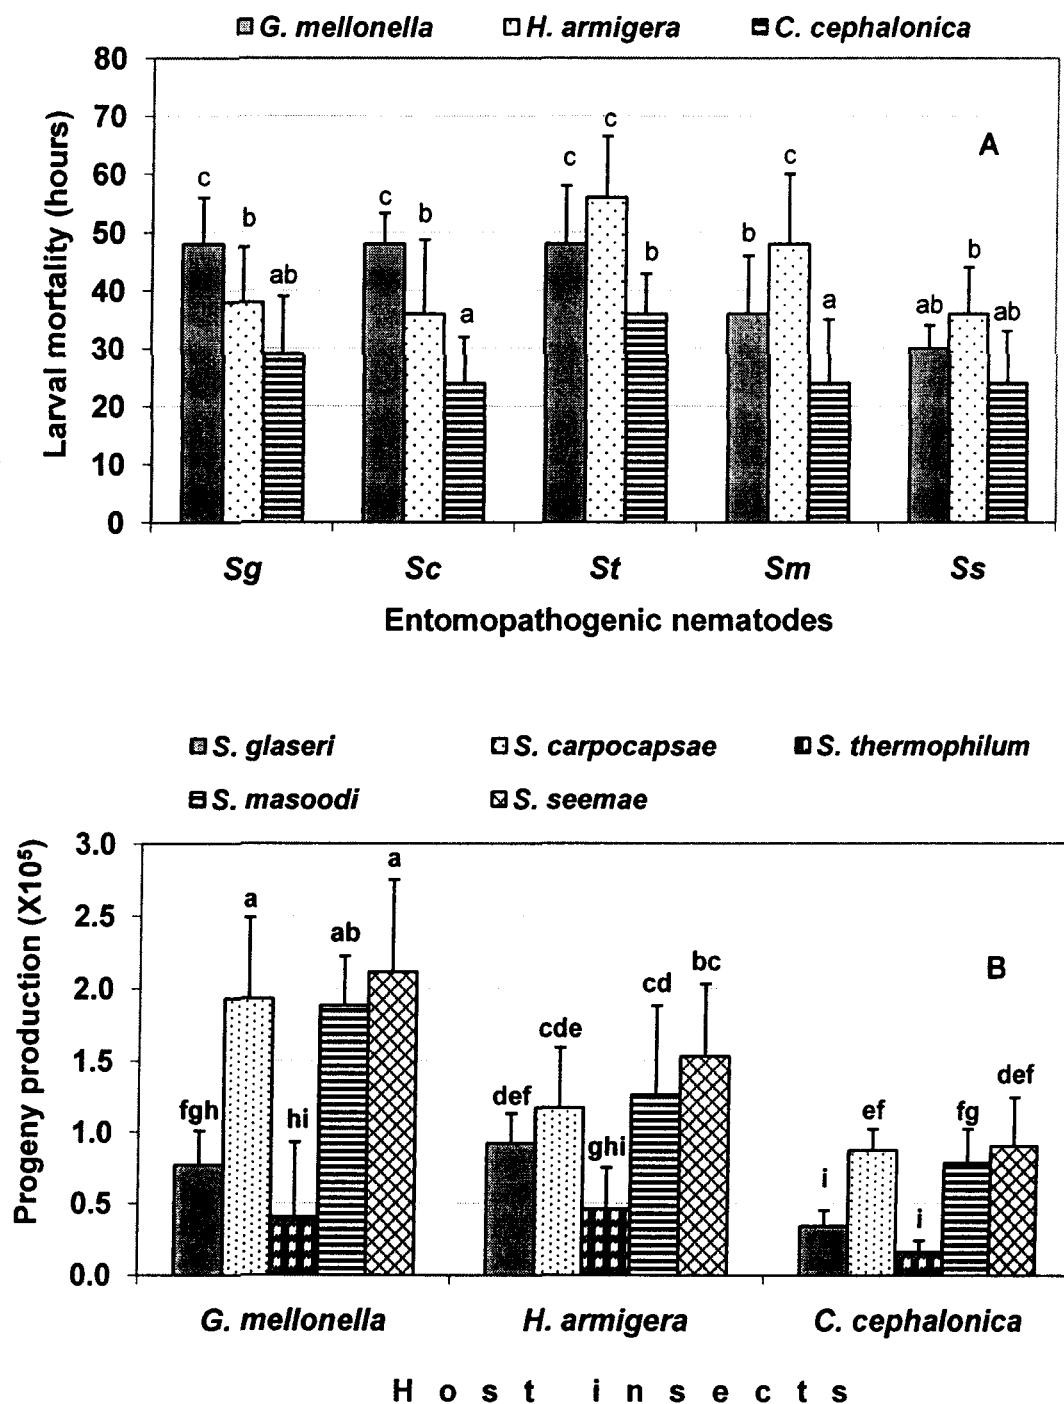 G. mellonella H. armigera C. cephalonica
80
70
60
50
40
30
20
10
0
Larval mortality (hours)
A
c b ab
c b a
c c b
b c a
ab b ab
Sg Sc St Sm Ss
Entomopathogenic nematodes
S. glaseri S. carpocapsae S. thermophilum
S. masoodi S. seemae
3.0
2.5
2.0
1.5
1.0
0.5
0.0
Progeny production (X10⁵)
B
fgh a hi ab a
def cde ghi cd bc
i ef i fg def
G. mellonella H. armigera C. cephalonica
Host insects